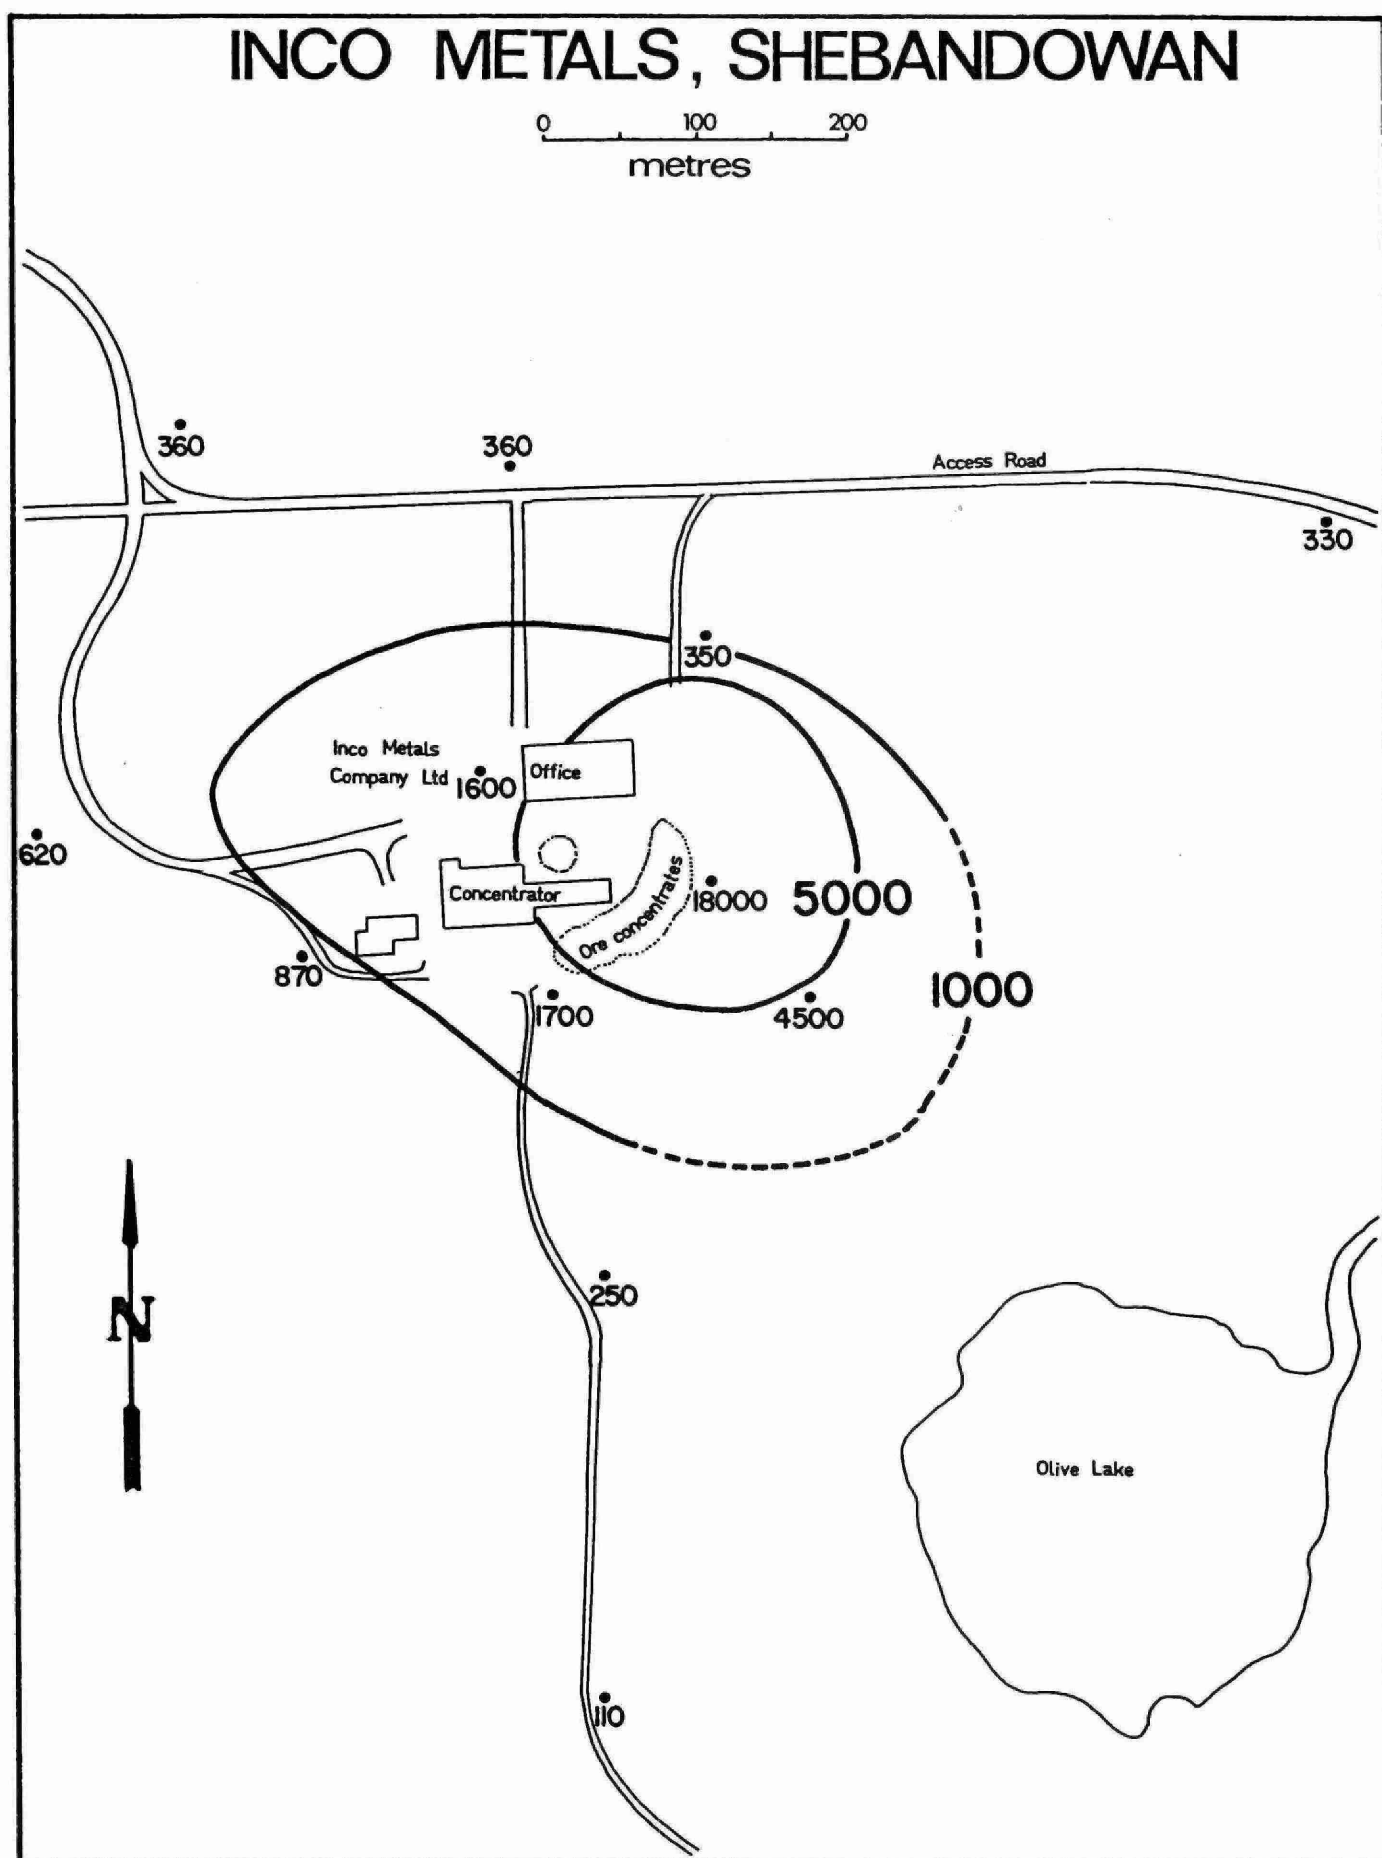 INCO METALS, SHEBANDOWAN
0 100 200
metres
360
360
Access Road
330
350
Inco Metals
Company Ltd
1600
Office
620
Concentrator
Ore concentrates
18000
5000
870
1000
1700
4500
N
250
Olive Lake
110